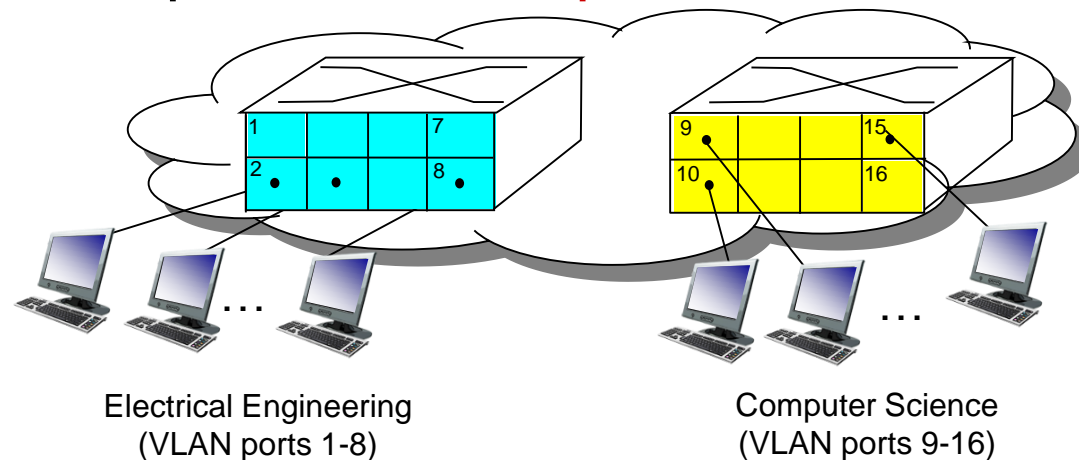 1 7
2 8
9 15
10 16
... ...
Electrical Engineering
(VLAN ports 1-8)
Computer Science
(VLAN ports 9-16)